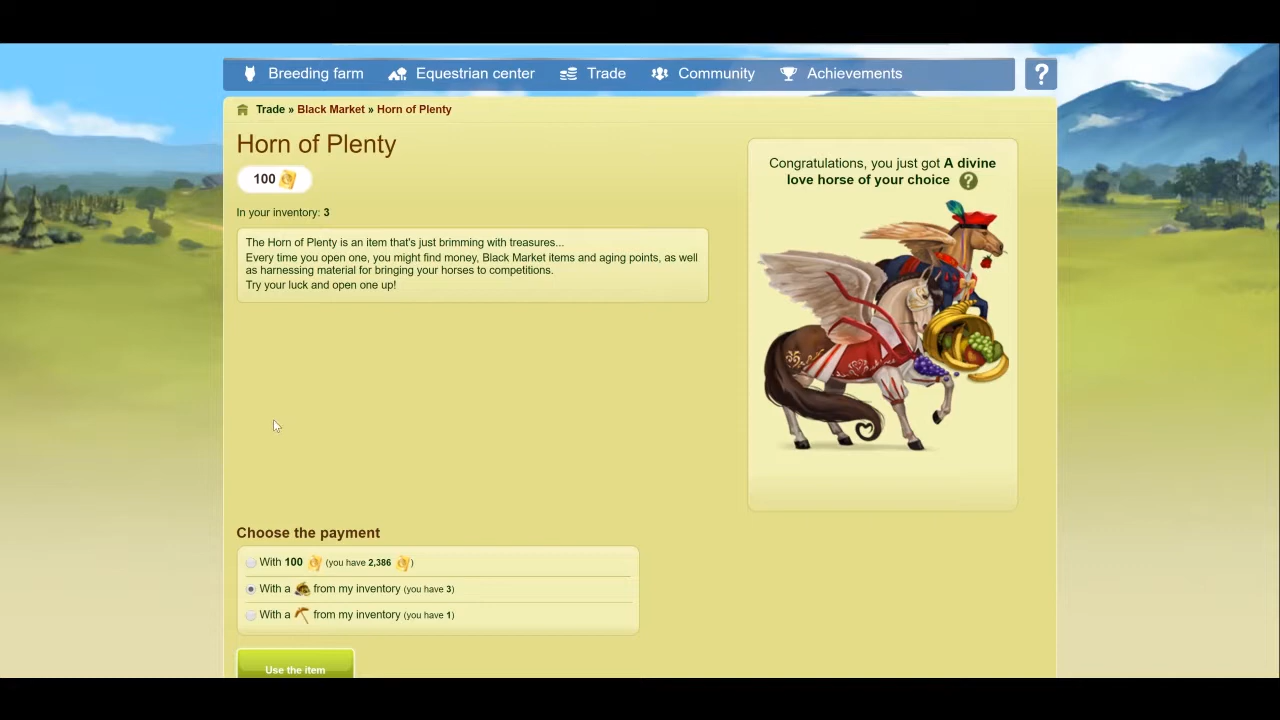 Breeding farm Equestrian center Trade Community Achievements ?
Trade » Black Market » Horn of Plenty
Horn of Plenty
100
In your inventory: 3
The Horn of Plenty is an item that's just brimming with treasures...
Every time you open one, you might find money, Black Market items and aging points, as well
as harnessing material for bringing your horses to competitions.
Try your luck and open one up!
Congratulations, you just got A divine
love horse of your choice ?
Choose the payment
With 100 (you have 2,386 )
With a from my inventory (you have 3)
With a from my inventory (you have 1)
Use the item